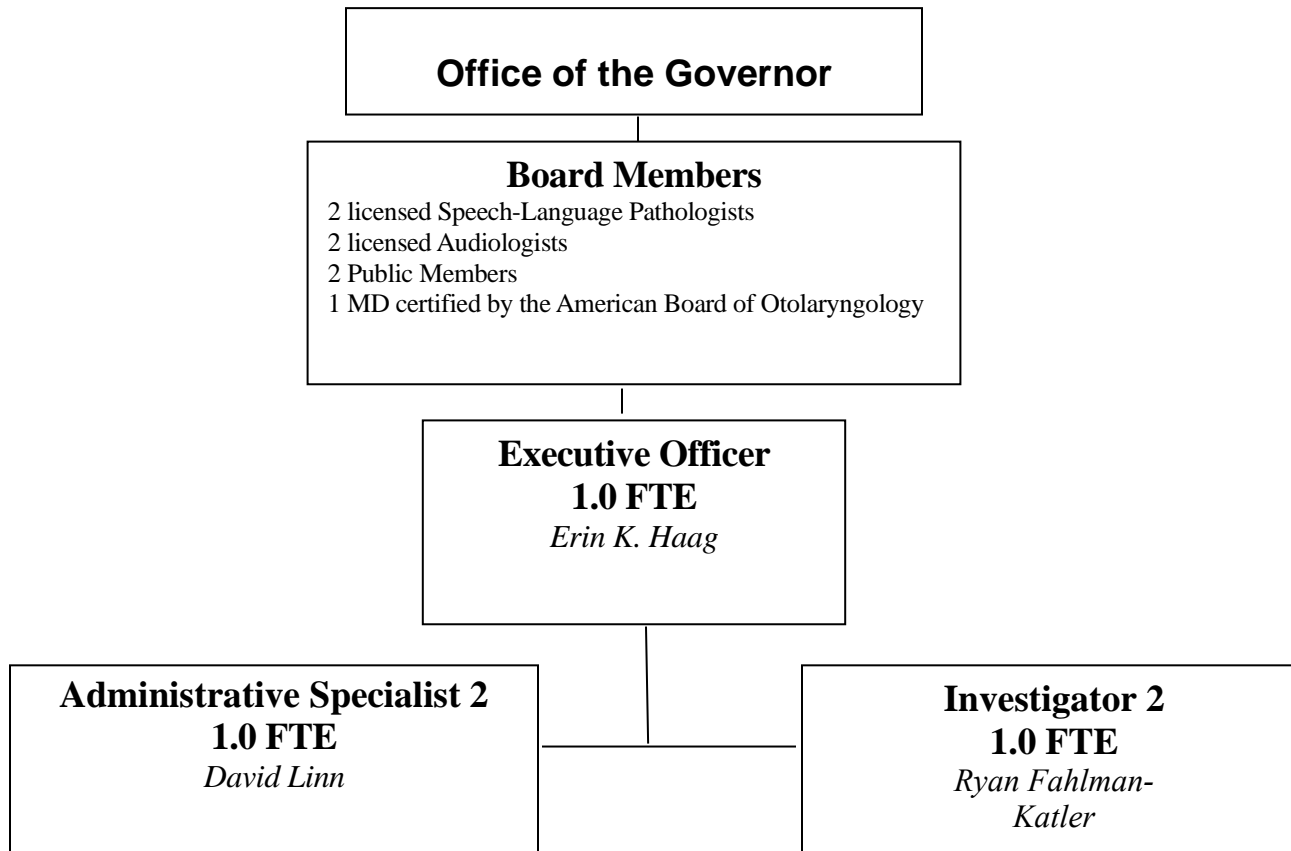 Office of the Governor
Board Members
2 licensed Speech-Language Pathologists
2 licensed Audiologists
2 Public Members
1 MD certified by the American Board of Otolaryngology
Executive Officer
1.0 FTE
Erin K. Haag
Administrative Specialist 2
1.0 FTE
David Linn
Investigator 2
1.0 FTE
Ryan Fahlman-
Katler